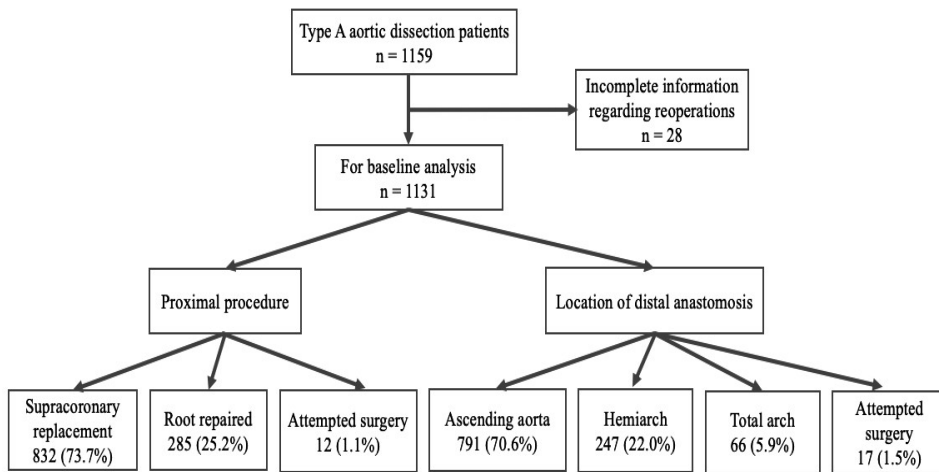 Type A aortic dissection patients
n = 1159
Incomplete information
regarding reoperations
n = 28
For baseline analysis
n = 1131
Proximal procedure
Location of distal anastomosis
Supracoronary
replacement
832 (73.7%)
Root repaired
285 (25.2%)
Attempted surgery
12 (1.1%)
Ascending aorta
791 (70.6%)
Hemiarch
247 (22.0%)
Total arch
66 (5.9%)
Attempted
surgery
17 (1.5%)